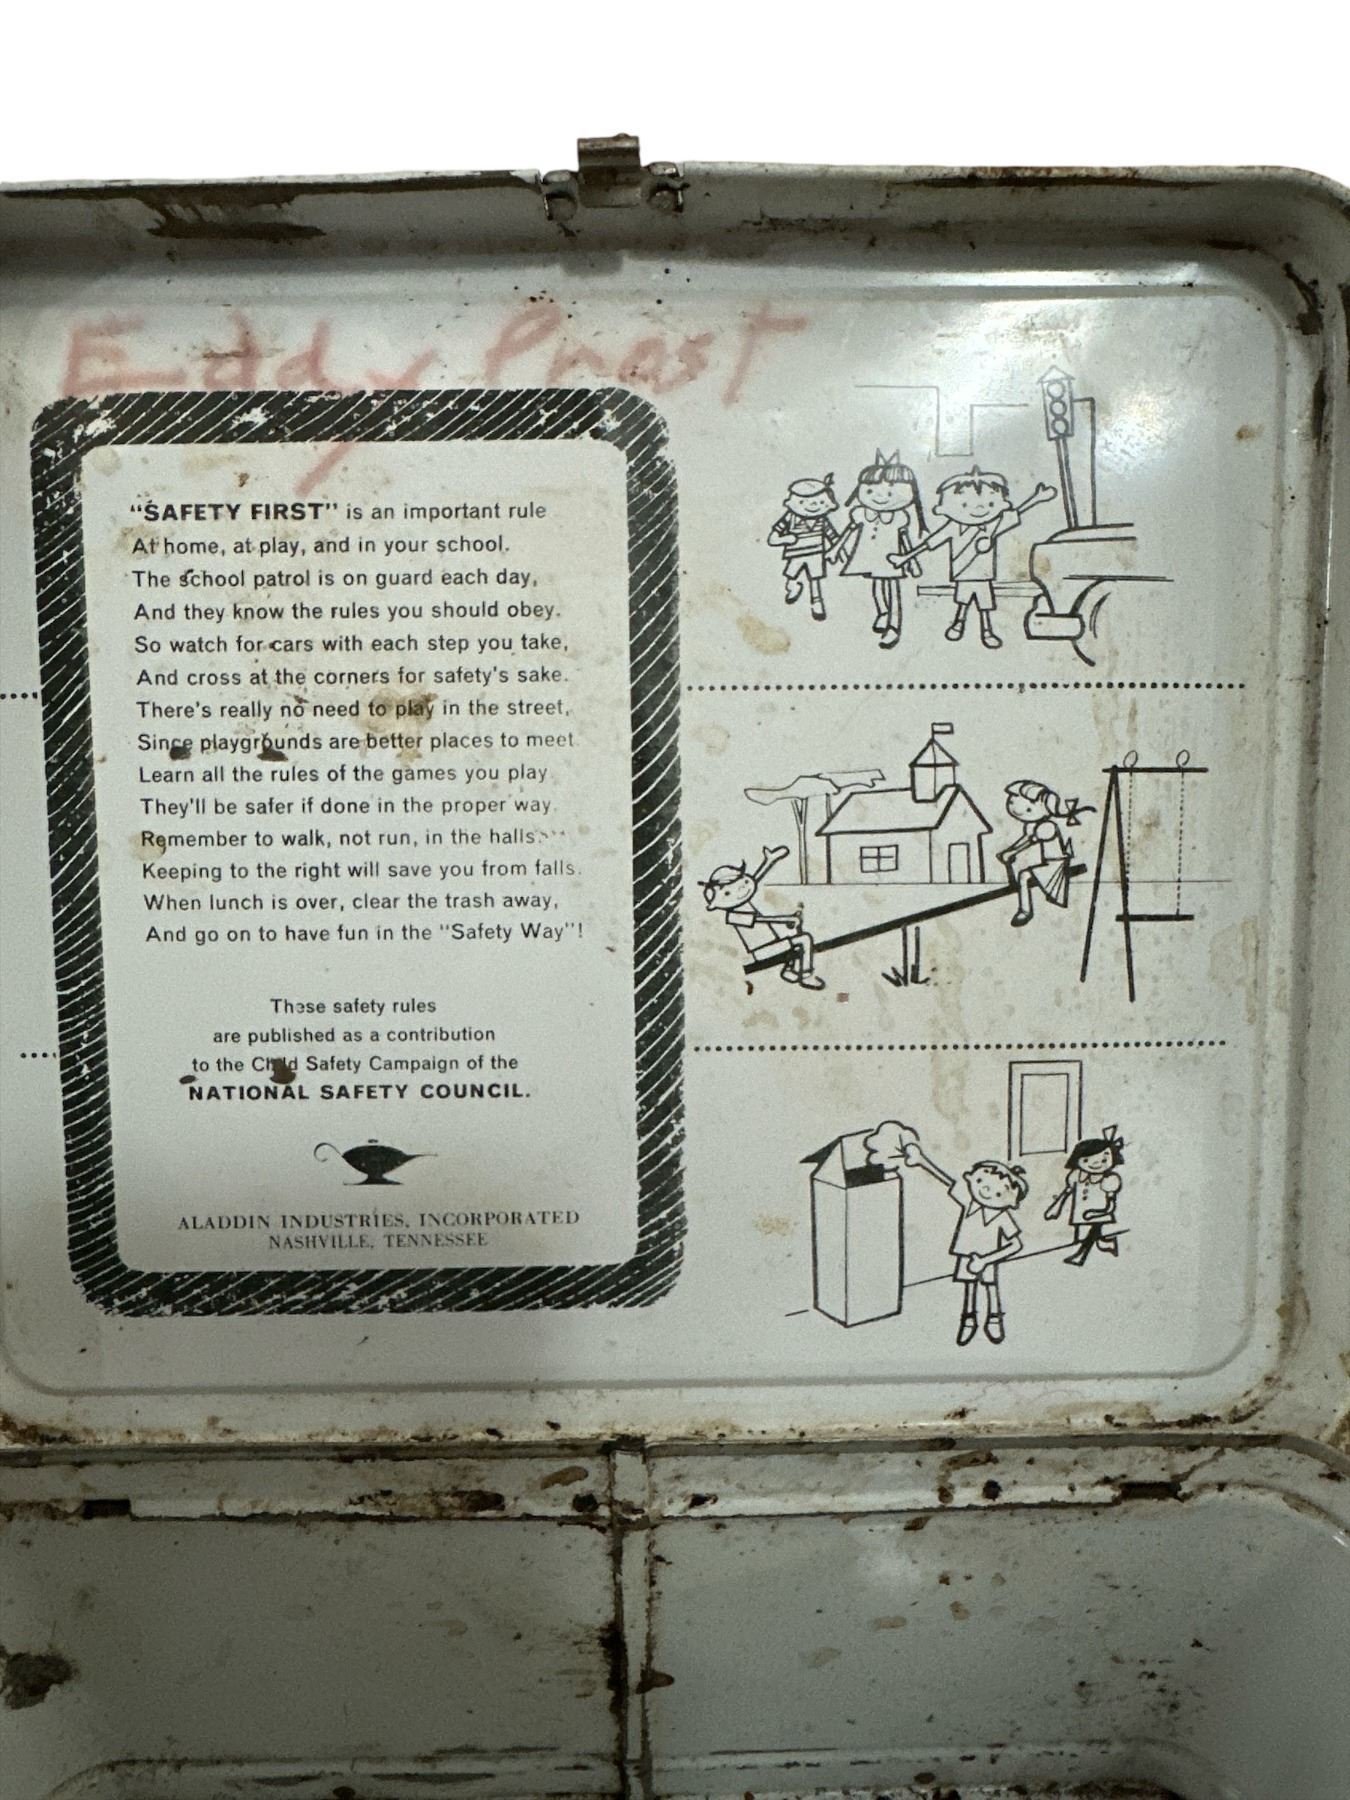 Eddy Prast
"SAFETY FIRST" is an important rule
At home, at play, and in your school.
The school patrol is on guard each day,
And they know the rules you should obey.
So watch for cars with each step you take,
And cross at the corners for safety's sake.
There's really no need to play in the street,
Since playgrounds are better places to meet.
Learn all the rules of the games you play
They'll be safer if done in the proper way.
Remember to walk, not run, in the halls.
Keeping to the right will save you from falls.
When lunch is over, clear the trash away,
And go on to have fun in the "Safety Way"!
These safety rules
are published as a contribution
to the Child Safety Campaign of the
NATIONAL SAFETY COUNCIL.
ALADDIN INDUSTRIES, INCORPORATED
NASHVILLE, TENNESSEE